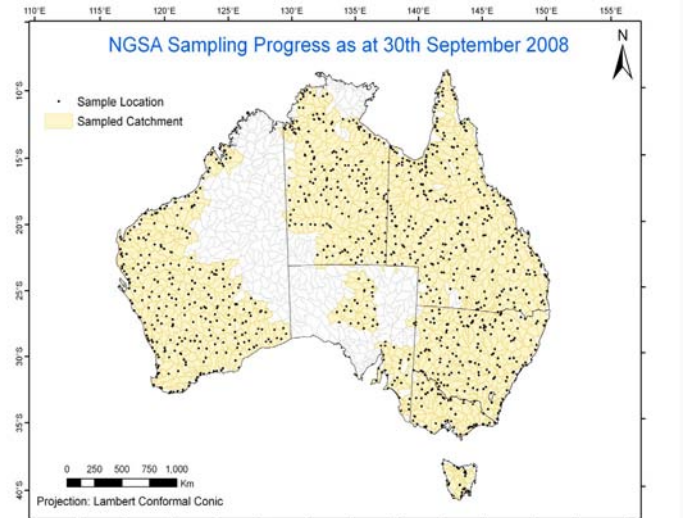 110°E 115°E 120°E 125°E 130°E 135°E 140°E 145°E 150°E 155°E
NGSA Sampling Progress as at 30th September 2008
N
Sample Location
Sampled Catchment
10°S
15°S
20°S
25°S
30°S
35°S
40°S
0 250 500 750 1,000
Km
Projection: Lambert Conformal Conic